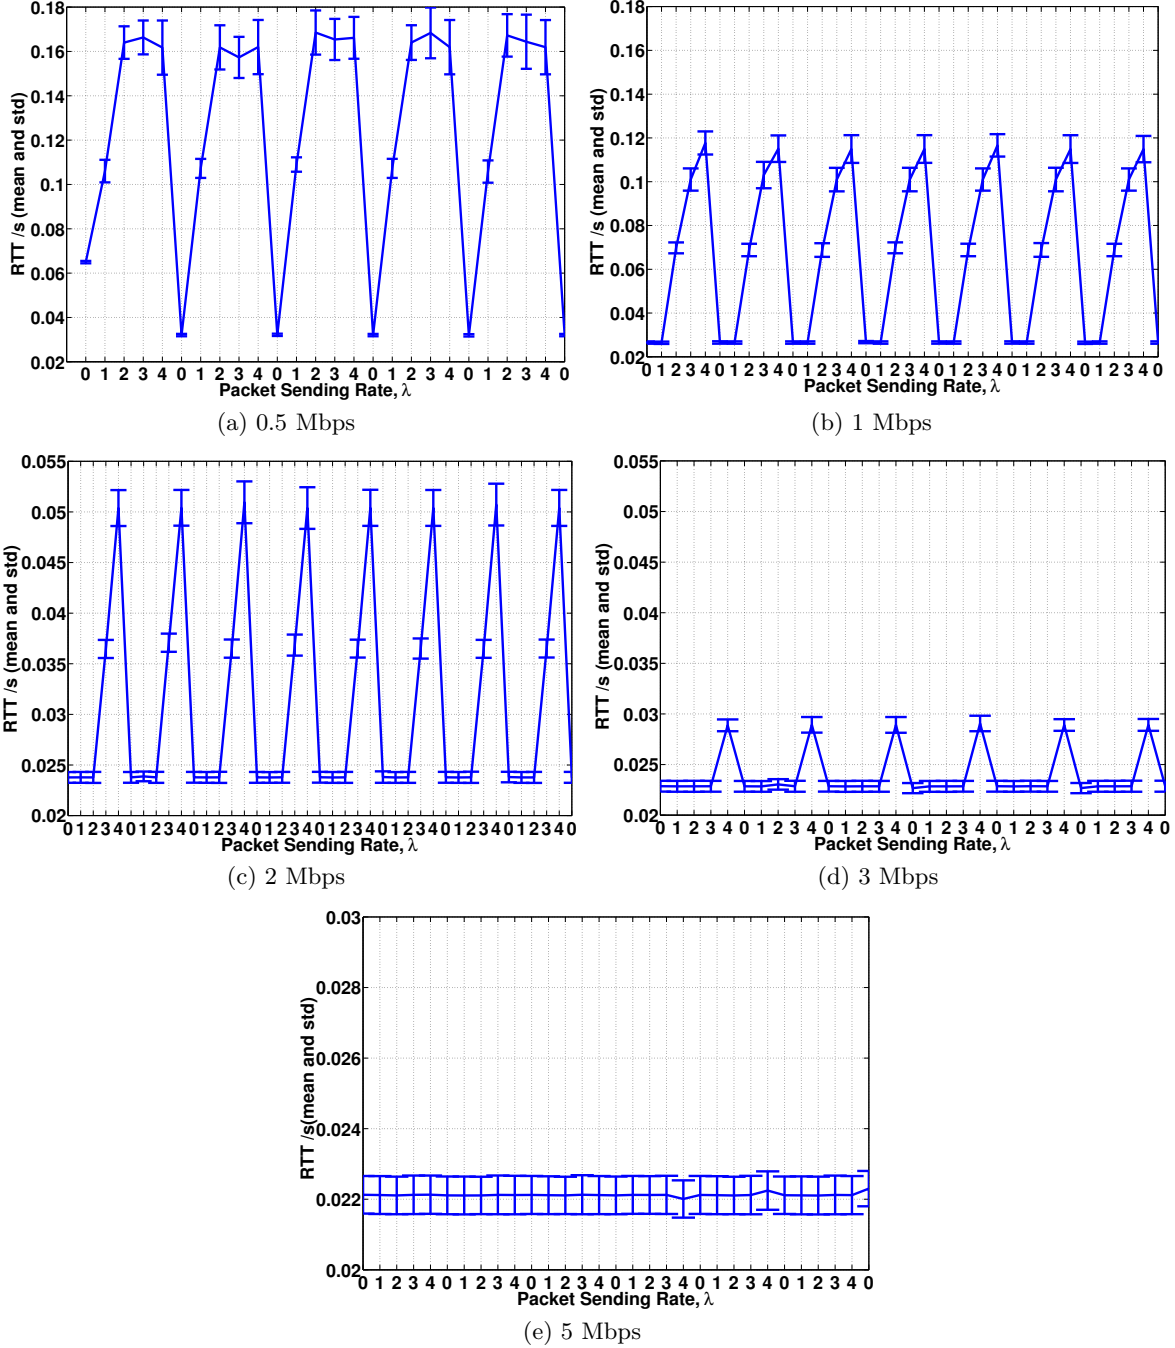 0.18
0.16
0.14
0.12
0.1
0.08
0.06
0.04
0.02
RTT /s (mean and std)
0 1 2 3 4 0 1 2 3 4 0 1 2 3 4 0 1 2 3 4 0 1 2 3 4 0
Packet Sending Rate, λ
(a) 0.5 Mbps
0.18
0.16
0.14
0.12
0.1
0.08
0.06
0.04
0.02
RTT /s (mean and std)
0 1 2 3 4 0 1 2 3 4 0 1 2 3 4 0 1 2 3 4 0 1 2 3 4 0 1 2 3 4 0 1 2 3 4 0
Packet Sending Rate, λ
(b) 1 Mbps
0.055
0.05
0.045
0.04
0.035
0.03
0.025
0.02
RTT /s (mean and std)
0 1 2 3 4 0 1 2 3 4 0 1 2 3 4 0 1 2 3 4 0 1 2 3 4 0 1 2 3 4 0 1 2 3 4 0 1 2 3 4 0
Packet Sending Rate, λ
(c) 2 Mbps
0.055
0.05
0.045
0.04
0.035
0.03
0.025
0.02
RTT /s (mean and std)
0 1 2 3 4 0 1 2 3 4 0 1 2 3 4 0 1 2 3 4 0 1 2 3 4 0 1 2 3 4 0
Packet Sending Rate, λ
(d) 3 Mbps
0.03
0.028
0.026
0.024
0.022
0.02
RTT /s(mean and std)
0 1 2 3 4 0 1 2 3 4 0 1 2 3 4 0 1 2 3 4 0 1 2 3 4 0 1 2 3 4 0
Packet Sending Rate, λ
(e) 5 Mbps